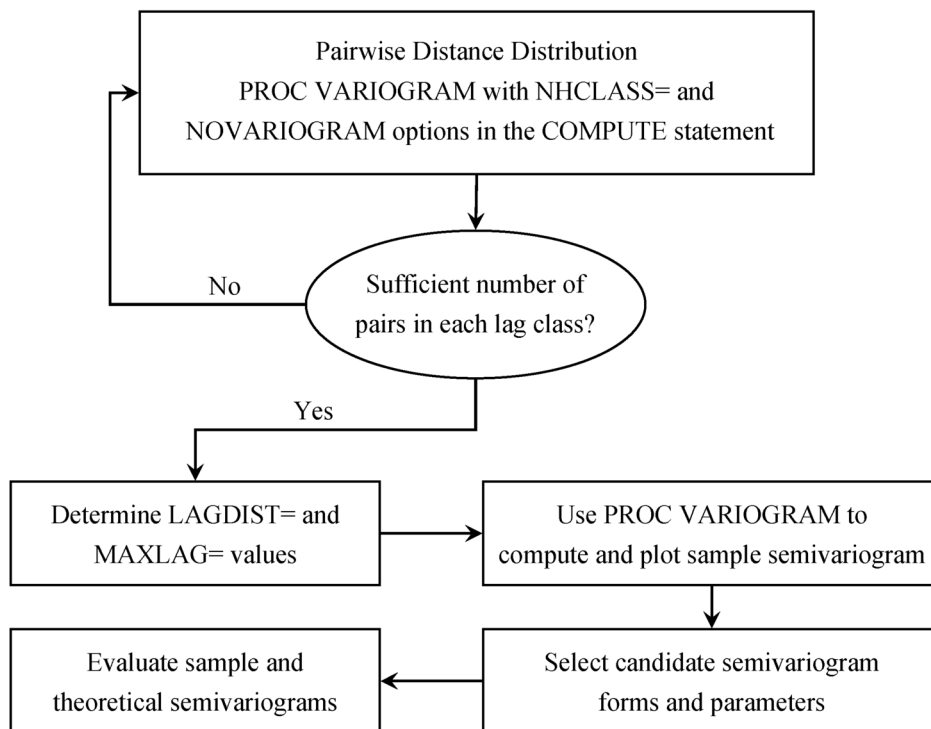 Pairwise Distance Distribution
PROC VARIOGRAM with NHCLASS= and
NOVARIOGRAM options in the COMPUTE statement
No
Sufficient number of
pairs in each lag class?
Yes
Determine LAGDIST= and
MAXLAG= values
Use PROC VARIOGRAM to
compute and plot sample semivariogram
Evaluate sample and
theoretical semivariograms
Select candidate semivariogram
forms and parameters